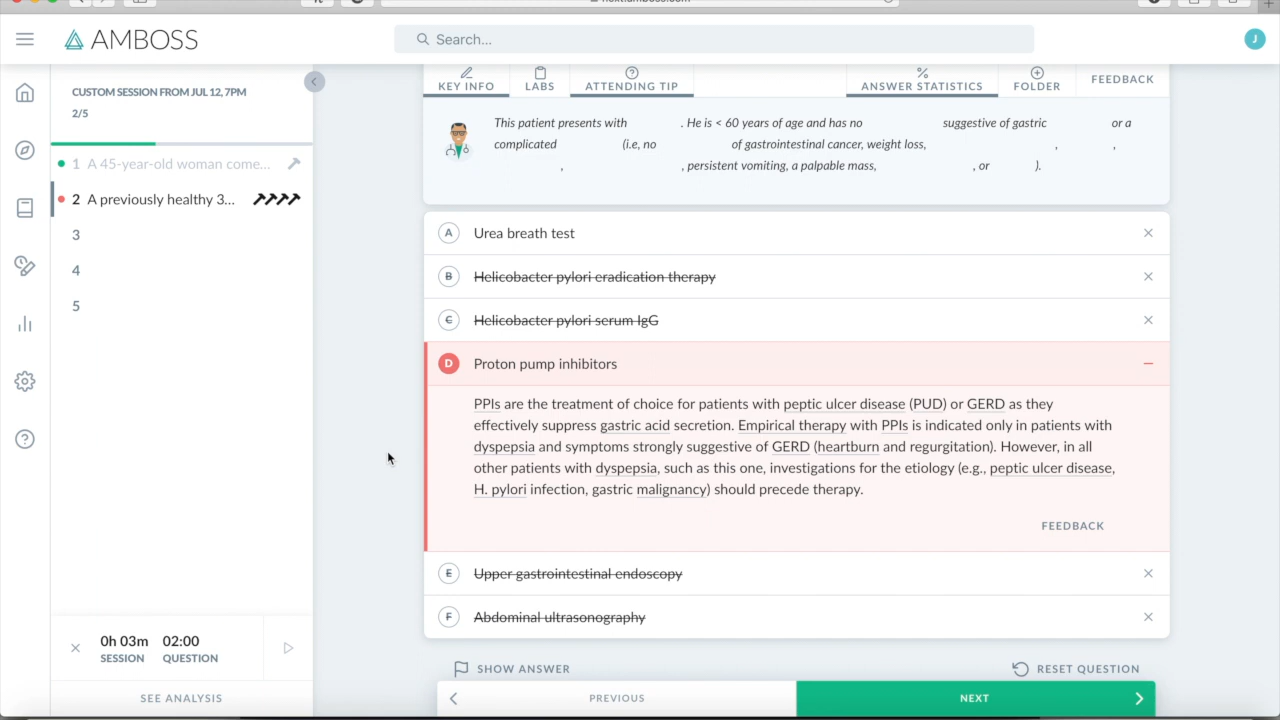 next.amboss.com
AMBOSS
Search...
J
CUSTOM SESSION FROM JUL 12, 7PM
2/5
1 A 45-year-old woman come...
2 A previously healthy 3...
3
4
5
0h 03m 02:00
SESSION QUESTION
SEE ANALYSIS
KEY INFO LABS ATTENDING TIP ANSWER STATISTICS FOLDER FEEDBACK
This patient presents with . He is < 60 years of age and has no suggestive of gastric or a
complicated (i.e, no of gastrointestinal cancer, weight loss, , ,
, , persistent vomiting, a palpable mass, , or ).
A Urea breath test
B Helicobacter pylori eradication therapy
C Helicobacter pylori serum IgG
D Proton pump inhibitors
PPIs are the treatment of choice for patients with peptic ulcer disease (PUD) or GERD as they
effectively suppress gastric acid secretion. Empirical therapy with PPIs is indicated only in patients with
dyspepsia and symptoms strongly suggestive of GERD (heartburn and regurgitation). However, in all
other patients with dyspepsia, such as this one, investigations for the etiology (e.g., peptic ulcer disease,
H. pylori infection, gastric malignancy) should precede therapy.
FEEDBACK
E Upper gastrointestinal endoscopy
F Abdominal ultrasonography
SHOW ANSWER RESET QUESTION
PREVIOUS NEXT